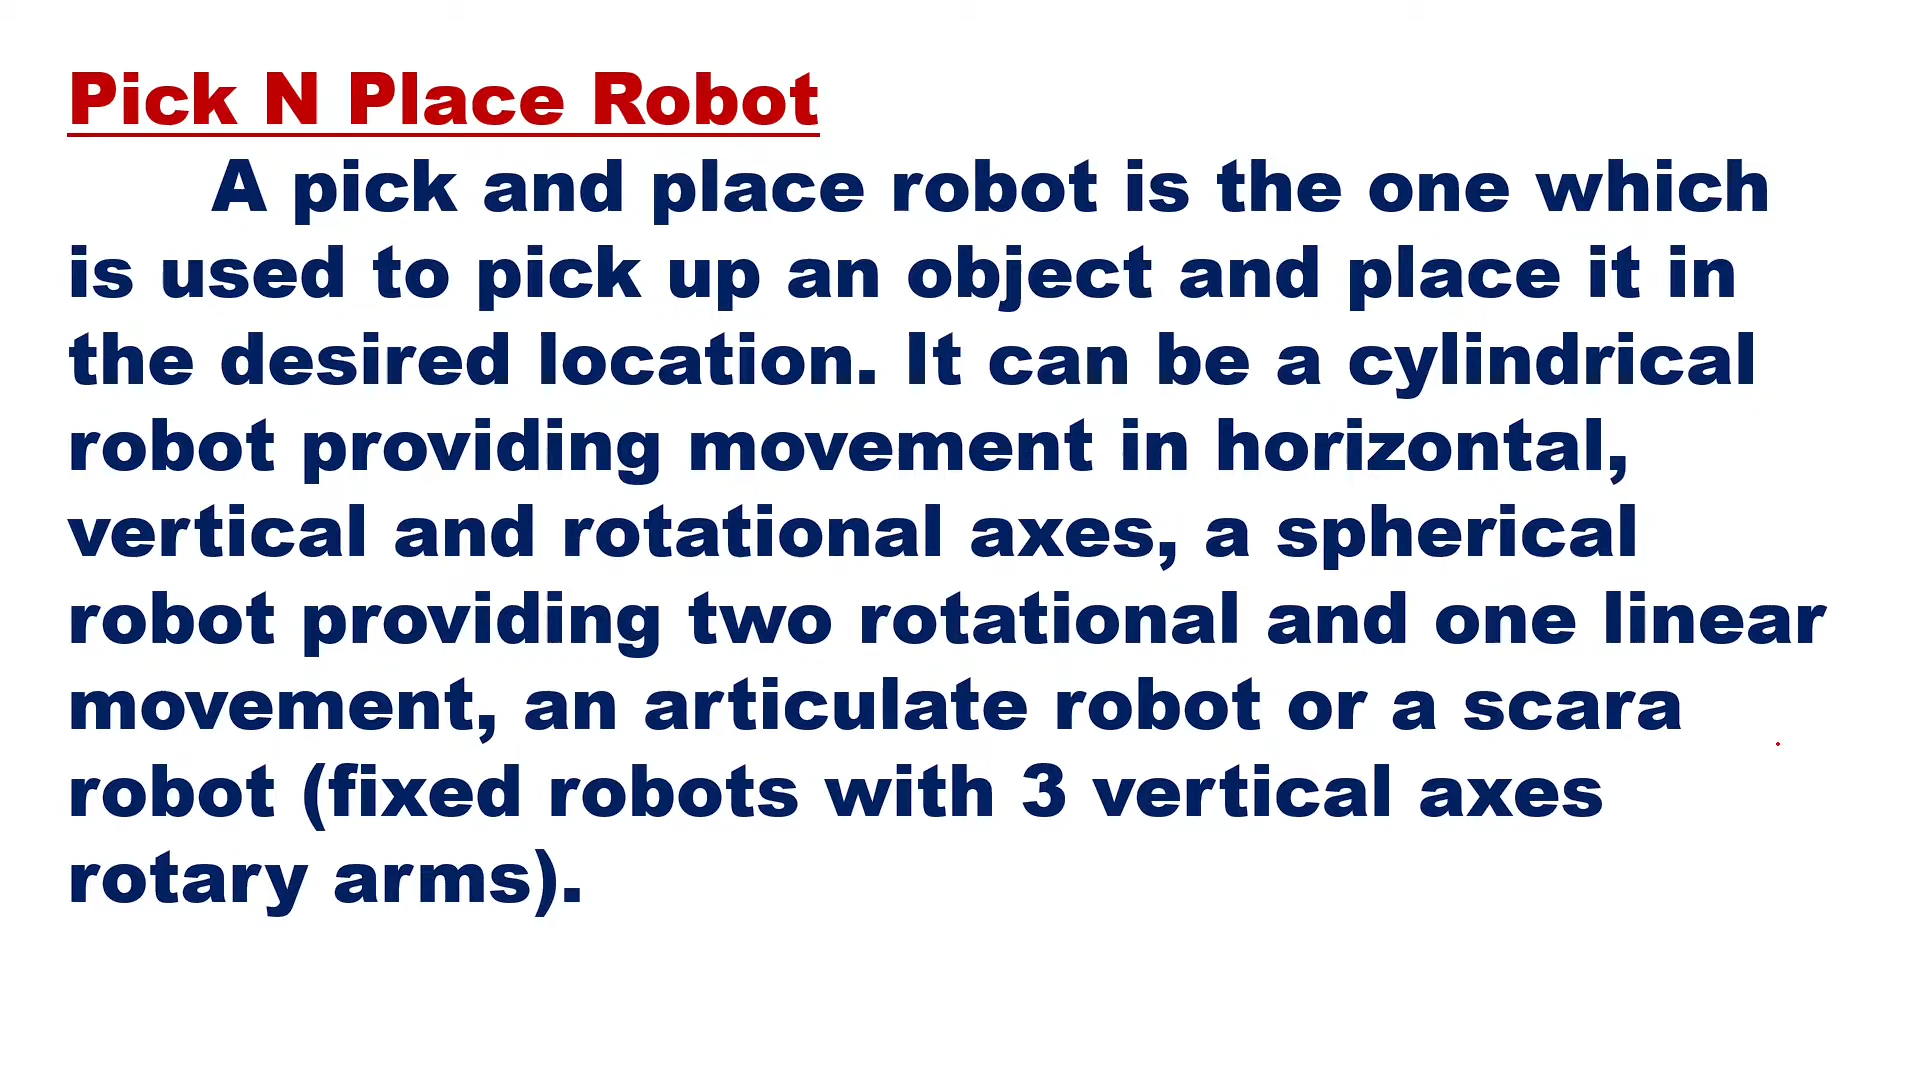 Pick N Place Robot
A pick and place robot is the one which
is used to pick up an object and place it in
the desired location. It can be a cylindrical
robot providing movement in horizontal,
vertical and rotational axes, a spherical
robot providing two rotational and one linear
movement, an articulate robot or a scara
robot (fixed robots with 3 vertical axes
rotary arms).